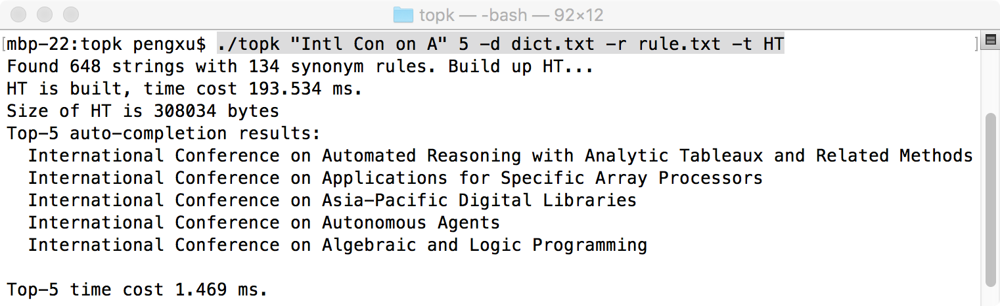 topk — -bash — 92×12
mbp-22:topk pengxu$ ./topk "Intl Con on A" 5 -d dict.txt -r rule.txt -t HT
Found 648 strings with 134 synonym rules. Build up HT...
HT is built, time cost 193.534 ms.
Size of HT is 308034 bytes
Top-5 auto-completion results:
  International Conference on Automated Reasoning with Analytic Tableaux and Related Methods
  International Conference on Applications for Specific Array Processors
  International Conference on Asia-Pacific Digital Libraries
  International Conference on Autonomous Agents
  International Conference on Algebraic and Logic Programming
Top-5 time cost 1.469 ms.